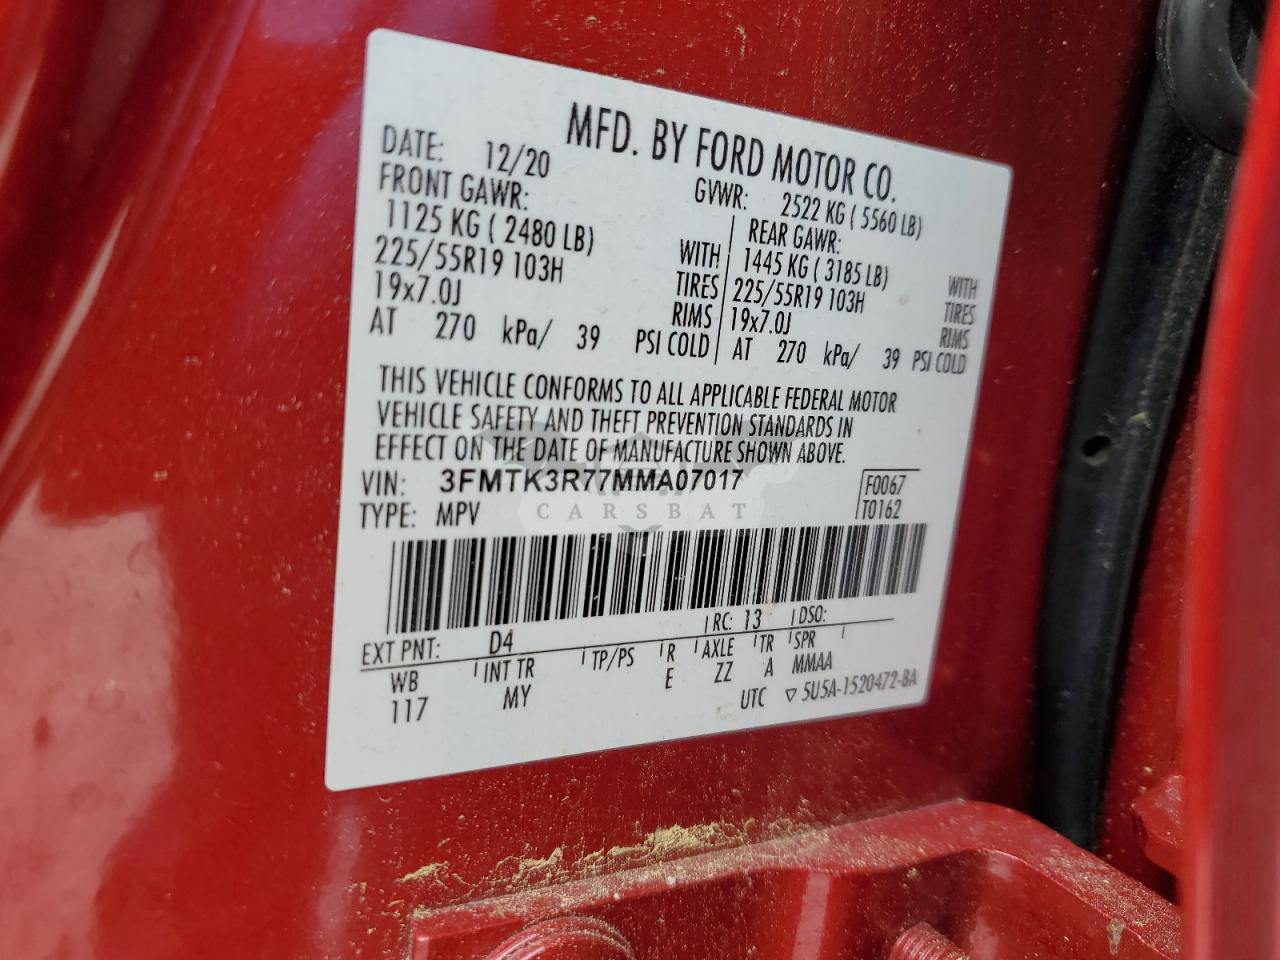 MFD. BY FORD MOTOR CO.
DATE: 12/20 GVWR: 2522 KG ( 5560 LB)
FRONT GAWR: REAR GAWR:
1125 KG ( 2480 LB) WITH 1445 KG ( 3185 LB) WITH
225/55R19 103H TIRES 225/55R19 103H TIRES
19x7.0J RIMS 19x7.0J RIMS
AT 270 kPa/ 39 PSI COLD AT 270 kPa/ 39 PSI COLD
THIS VEHICLE CONFORMS TO ALL APPLICABLE FEDERAL MOTOR
VEHICLE SAFETY AND THEFT PREVENTION STANDARDS IN
EFFECT ON THE DATE OF MANUFACTURE SHOWN ABOVE.
VIN: 3FMTK3R77MMA07017 F0067
TYPE: MPV T0162
CARSBAT
EXT PNT: D4 RC: 13 DSO:
WB INT TR TP/PS R AXLE TR SPR
117 MY E ZZ A MMAA
UTC ▽ 5U5A-1520472-BA